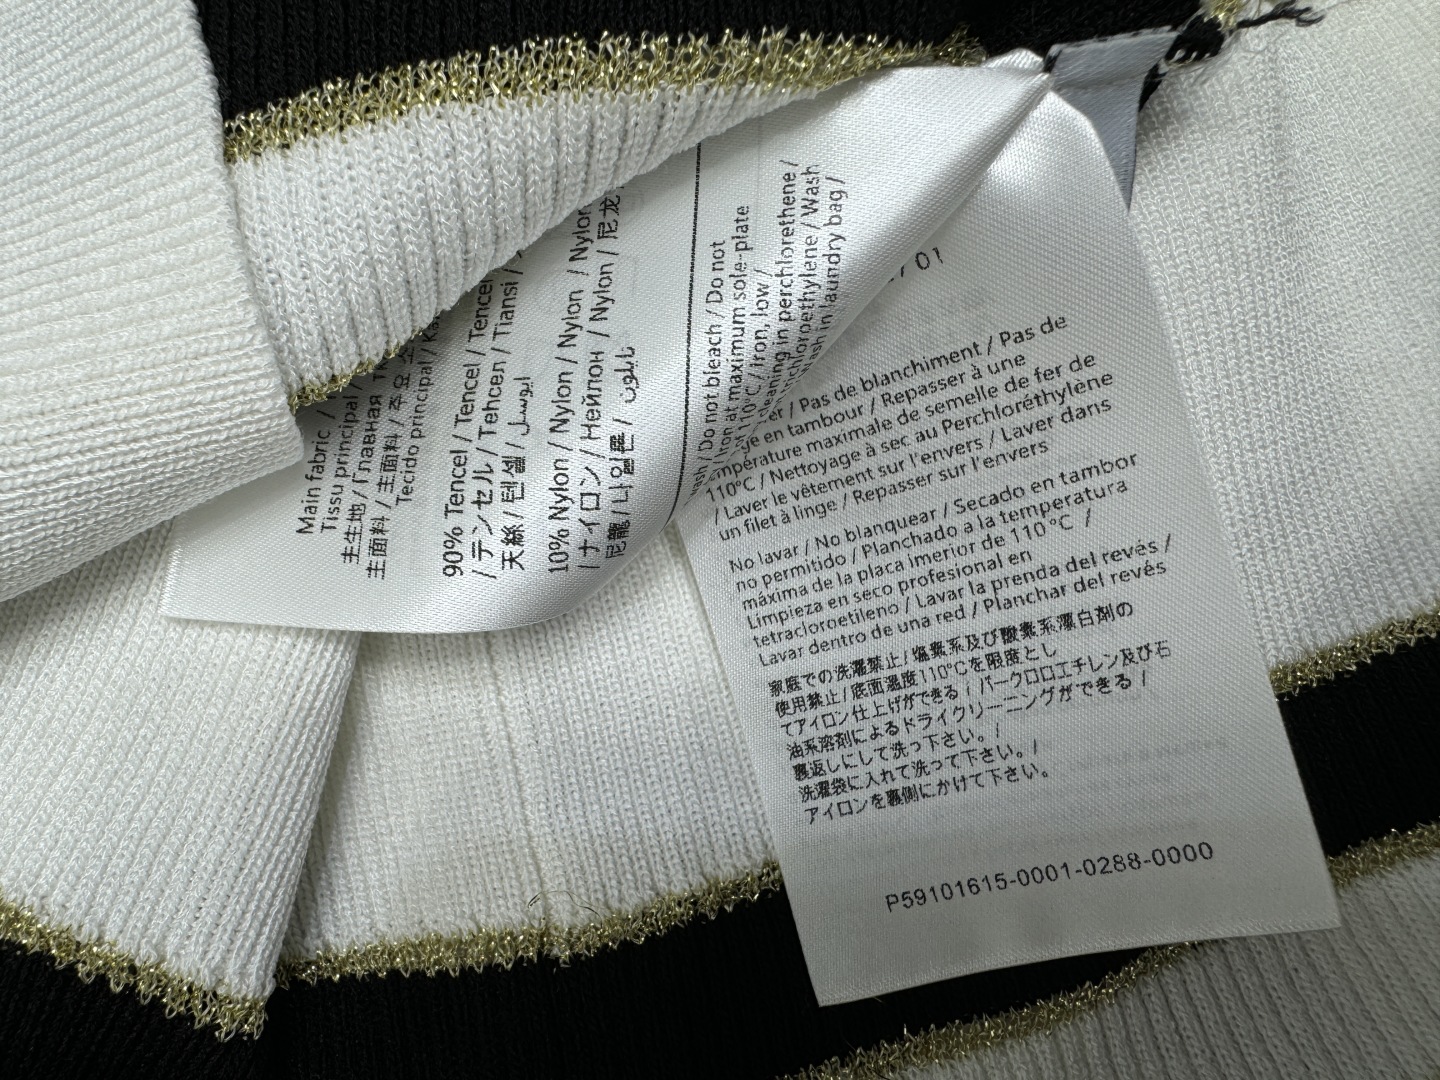 Main fabric /
Tissu principal /
主生地 / Главная
主面料 / 主面料 / 주요
Tecido principal /
90% Tencel / Tencel / Tencel
/ テンセル / Тенсел / Tiansi /
天絲 / 텐셀 /
10% Nylon / Nylon / Nylon / Nylon
/ ナイロン / Нейлон / Nylon / 尼龙
尼龍 / 나일론 / نايلون
/ Do not bleach / Do not
Iron at maximum sole-plate
of 110°C / Iron, low /
cleaning in perchlorethene /
/ Wash
in laundry bag /
/ 01
/ Pas de blanchiment / Pas de
en tambour / Repasser à une
température maximale de semelle de fer de
110°C / Nettoyage à sec au Perchloréthylène
/ Laver le vêtement sur l'envers / Laver dans
un filet à linge / Repasser sur l'envers
No lavar / No blanquear / Secado en tambor
no permitido / Planchado a la temperatura
máxima de la placa imerior de 110°C /
Limpieza en seco profesional en
tetracloroetileno / Lavar la prenda del revés /
Lavar dentro de una red / Planchar del revés
家庭での洗濯禁止 / 塩素系及び酸素系漂白剤の
使用禁止 / 底面温度110°Cを限度とし
てアイロン仕上げができる / パークロロエチレン及び石
油系溶剤によるドライクリーニングができる /
裏返しにして洗っ下さい。 /
洗濯袋に入れて洗って下さい。 /
アイロンを裏側にかけて下さい。
P59101615-0001-0288-0000